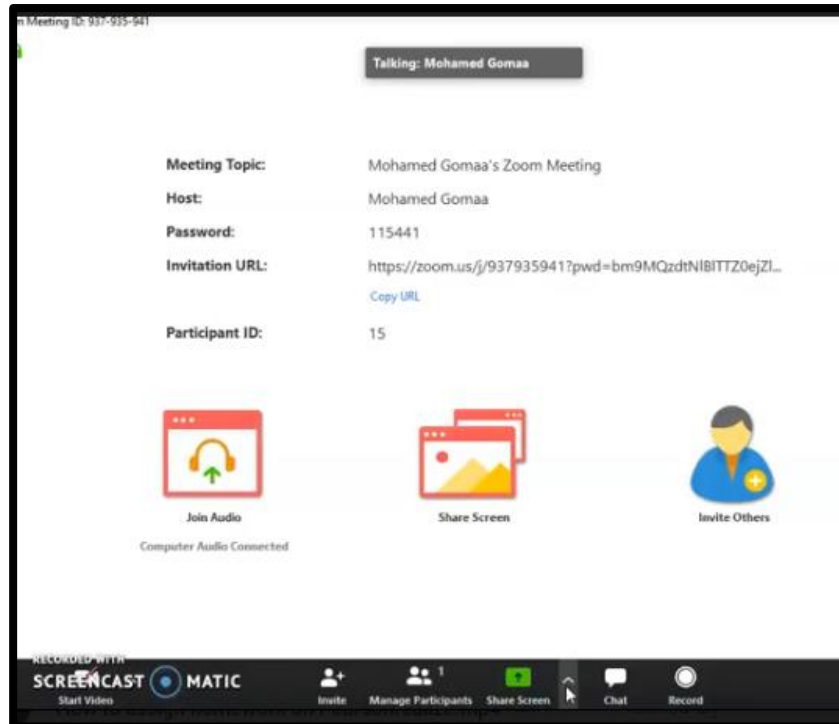 Meeting ID: 937-935-941
Talking: Mohamed Gomaa
Meeting Topic: Mohamed Gomaa's Zoom Meeting
Host: Mohamed Gomaa
Password: 115441
Invitation URL: https://zoom.us/j/937935941?pwd=bm9MQzdtNlBlTTZ0ejZl...
Copy URL
Participant ID: 15
Join Audio Share Screen Invite Others
Computer Audio Connected
RECORDED WITH
SCREENCAST MATIC
1
Start Video Invite Manage Participants Share Screen Chat Record